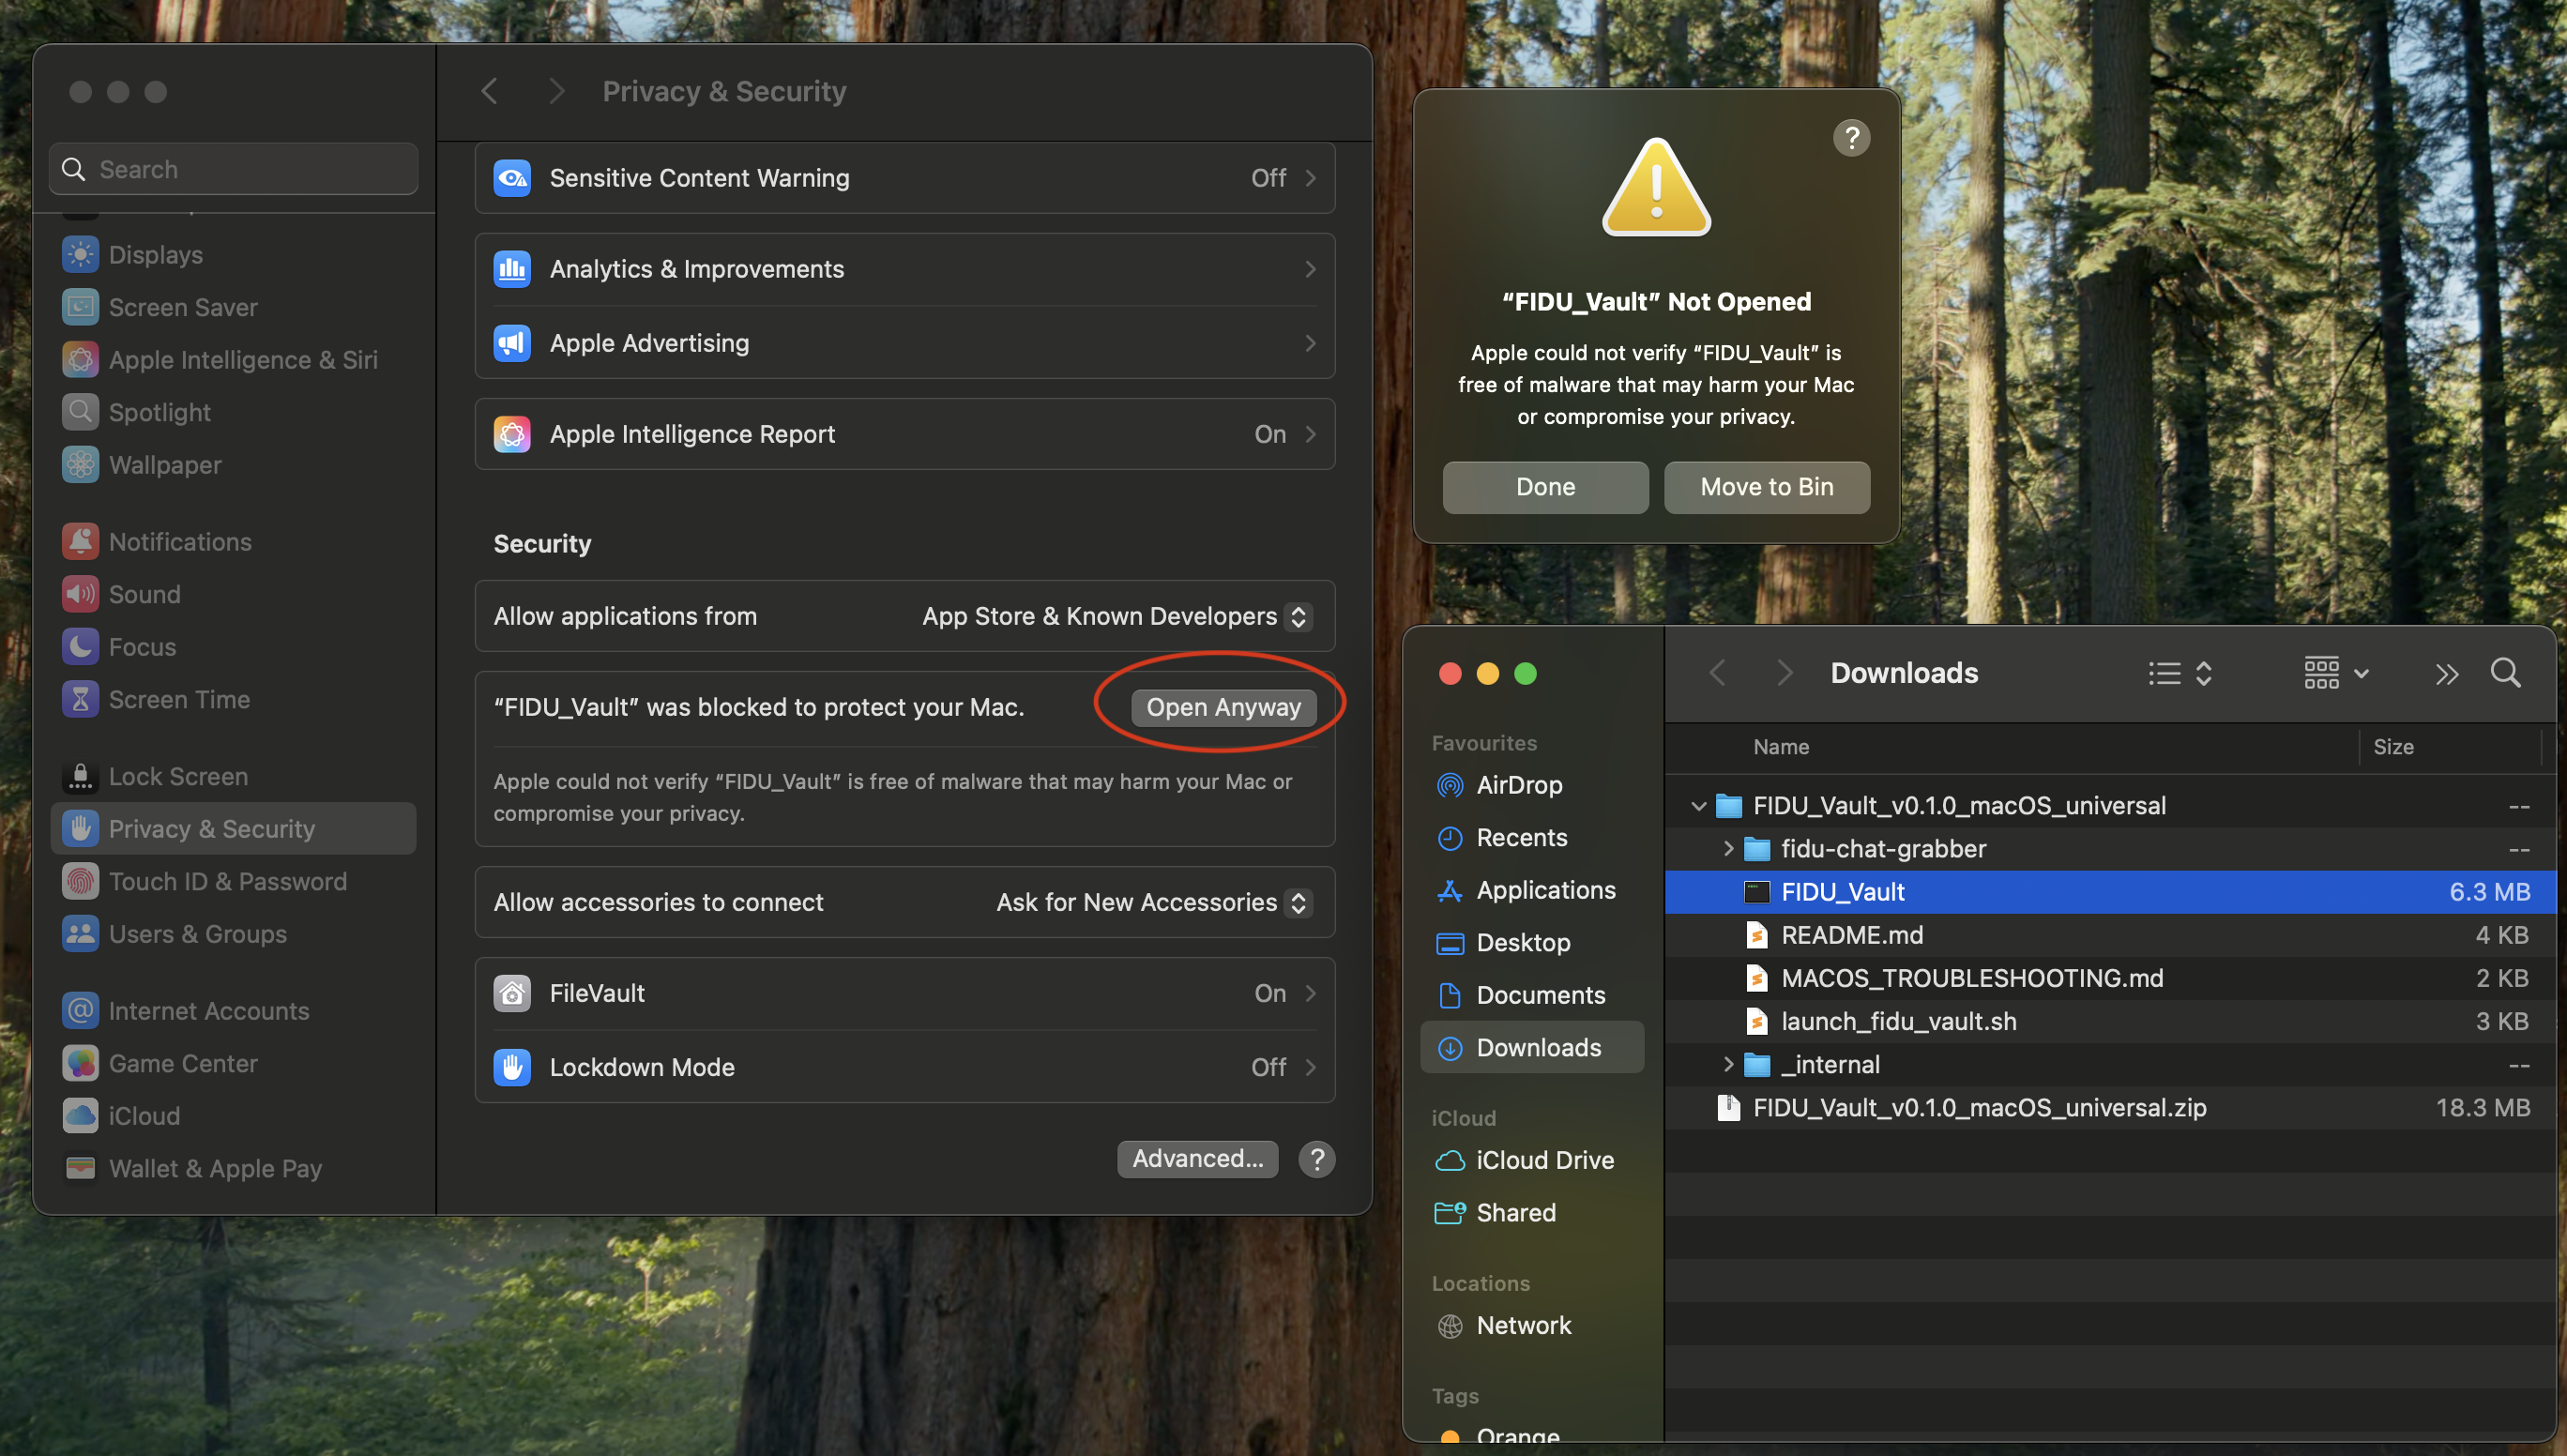 Privacy & Security
Search
Displays
Screen Saver
Apple Intelligence & Siri
Spotlight
Wallpaper
Notifications
Sound
Focus
Screen Time
Lock Screen
Privacy & Security
Touch ID & Password
Users & Groups
Internet Accounts
Game Center
iCloud
Wallet & Apple Pay
Sensitive Content Warning Off
Analytics & Improvements
Apple Advertising
Apple Intelligence Report On
Security
Allow applications from App Store & Known Developers
“FIDU_Vault” was blocked to protect your Mac. Open Anyway
Apple could not verify “FIDU_Vault” is free of malware that may harm your Mac or
compromise your privacy.
Allow accessories to connect Ask for New Accessories
FileVault On
Lockdown Mode Off
Advanced... ?
?
“FIDU_Vault” Not Opened
Apple could not verify “FIDU_Vault” is
free of malware that may harm your Mac
or compromise your privacy.
Done Move to Bin
Downloads
Favourites
AirDrop
Recents
Applications
Desktop
Documents
Downloads
iCloud
iCloud Drive
Shared
Locations
Network
Tags
Orange
Name Size
FIDU_Vault_v0.1.0_macOS_universal --
fidu-chat-grabber --
FIDU_Vault 6.3 MB
README.md 4 KB
MACOS_TROUBLESHOOTING.md 2 KB
launch_fidu_vault.sh 3 KB
_internal --
FIDU_Vault_v0.1.0_macOS_universal.zip 18.3 MB